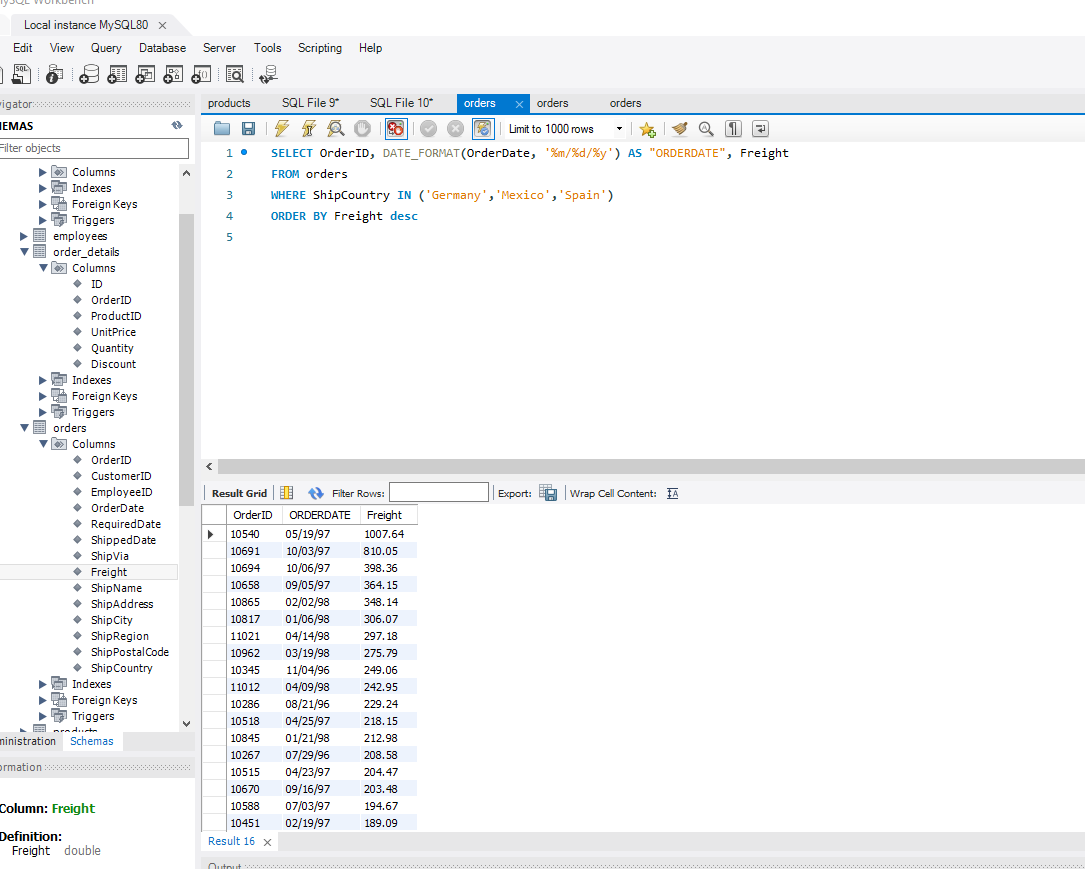 Local instance MySQL80
Edit View Query Database Server Tools Scripting Help
products SQL File 9* SQL File 10* orders orders orders
Limit to 1000 rows
Filter objects
Columns
Indexes
Foreign Keys
Triggers
employees
order_details
Columns
ID
OrderID
ProductID
UnitPrice
Quantity
Discount
Indexes
Foreign Keys
Triggers
orders
Columns
OrderID
CustomerID
EmployeeID
OrderDate
RequiredDate
ShippedDate
ShipVia
Freight
ShipName
ShipAddress
ShipCity
ShipRegion
ShipPostalCode
ShipCountry
Indexes
Foreign Keys
Triggers
Schemas
Column: Freight
Definition:
Freight double
1 SELECT OrderID, DATE_FORMAT(OrderDate, '%m/%d/%y') AS "ORDERDATE", Freight
2 FROM orders
3 WHERE ShipCountry IN ('Germany','Mexico','Spain')
4 ORDER BY Freight desc
5
Result Grid Filter Rows: Export: Wrap Cell Content: IA
OrderID ORDERDATE Freight
10540 05/19/97 1007.64
10691 10/03/97 810.05
10694 10/06/97 398.36
10658 09/05/97 364.15
10865 02/02/98 348.14
10817 01/06/98 306.07
11021 04/14/98 297.18
10962 03/19/98 275.79
10345 11/04/96 249.06
11012 04/09/98 242.95
10286 08/21/96 229.24
10518 04/25/97 218.15
10845 01/21/98 212.98
10267 07/29/96 208.58
10515 04/23/97 204.47
10670 09/16/97 203.48
10588 07/03/97 194.67
10451 02/19/97 189.09
Result 16
Output